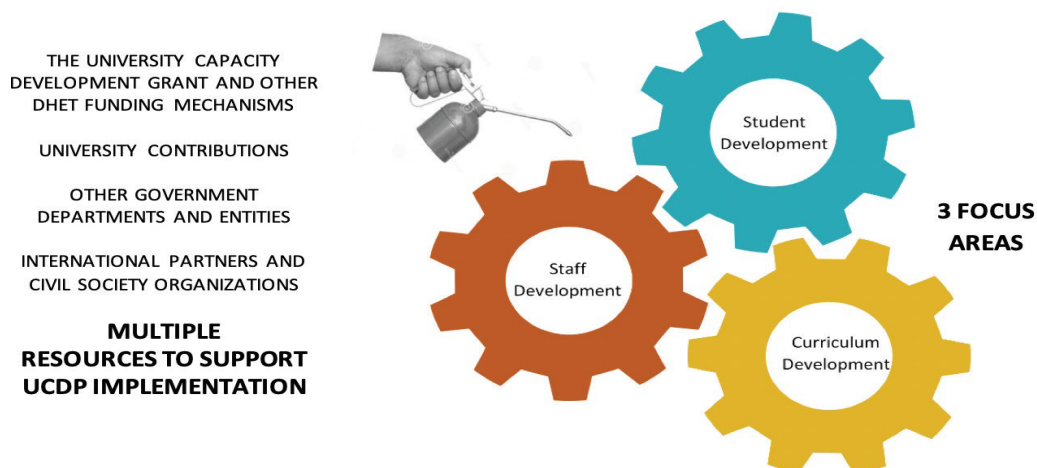 THE UNIVERSITY CAPACITY
DEVELOPMENT GRANT AND OTHER
DHET FUNDING MECHANISMS
UNIVERSITY CONTRIBUTIONS
OTHER GOVERNMENT
DEPARTMENTS AND ENTITIES
INTERNATIONAL PARTNERS AND
CIVIL SOCIETY ORGANIZATIONS
MULTIPLE
RESOURCES TO SUPPORT
UCDP IMPLEMENTATION
Student
Development
Staff
Development
Curriculum
Development
3 FOCUS
AREAS